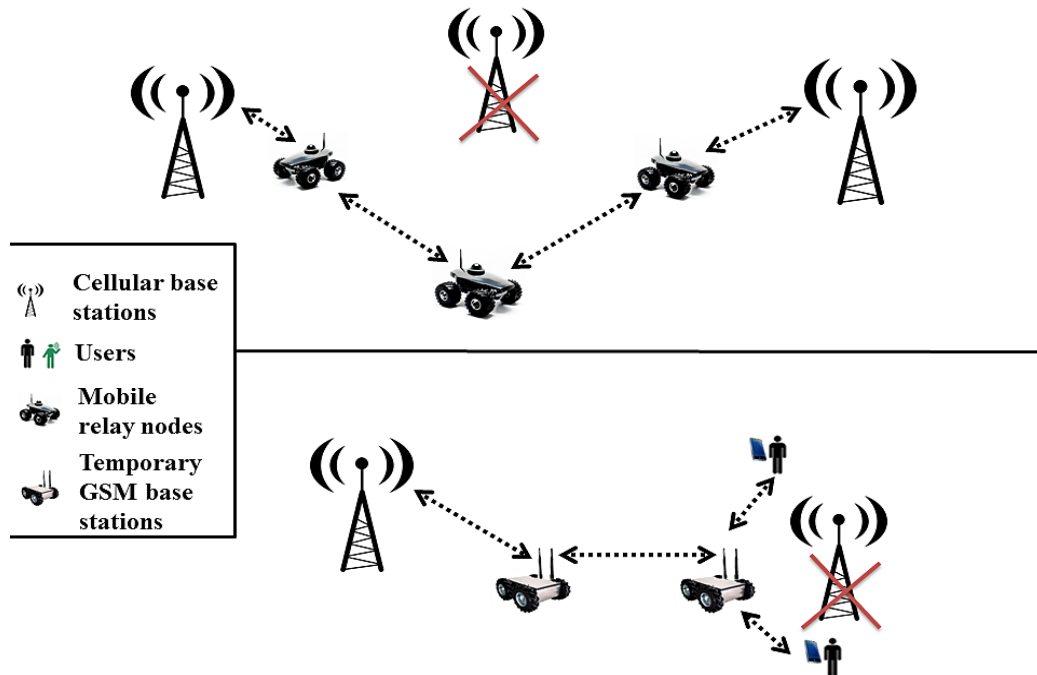 Cellular base
stations
Users
Mobile
relay nodes
Temporary
GSM base
stations